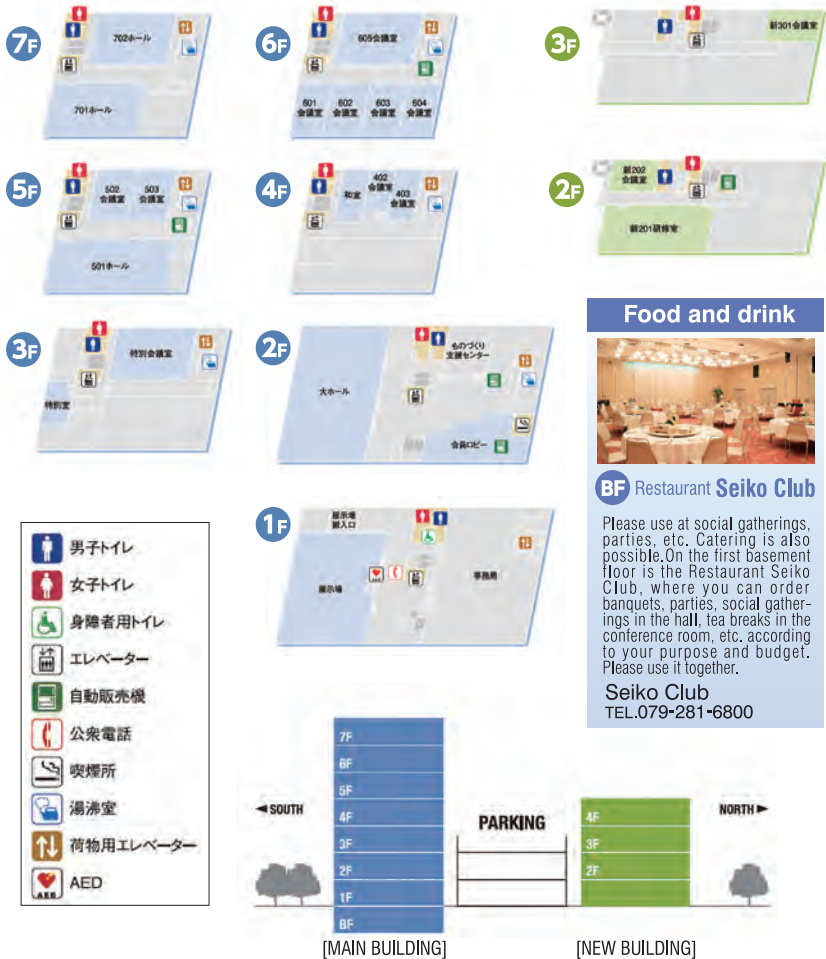 7F
702ホール
701ホール
6F
605会議室
601
会議室
602
会議室
603
会議室
604
会議室
3F
新301会議室
5F
502
会議室
503
会議室
501ホール
4F
和室
402
会議室
403
会議室
2F
新202
会議室
新201研修室
3F
特別会議室
特別室
2F
大ホール
ものづくり
支援センター
会員ロビー
1F
展示場
搬入口
展示場
事務局
Food and drink
BF Restaurant Seiko Club
Please use at social gatherings,
parties, etc. Catering is also
possible.On the first basement
floor is the Restaurant Seiko
Club, where you can order
banquets, parties, social gather-
ings in the hall, tea breaks in the
conference room, etc. according
to your purpose and budget.
Please use it together.
Seiko Club
TEL.079-281-6800
男子トイレ
女子トイレ
身障者用トイレ
エレベーター
自動販売機
公衆電話
喫煙所
湯沸室
荷物用エレベーター
AED
AED
◄SOUTH
7F
6F
5F
4F
3F
2F
1F
BF
[MAIN BUILDING]
PARKING
4F
3F
2F
[NEW BUILDING]
NORTH►